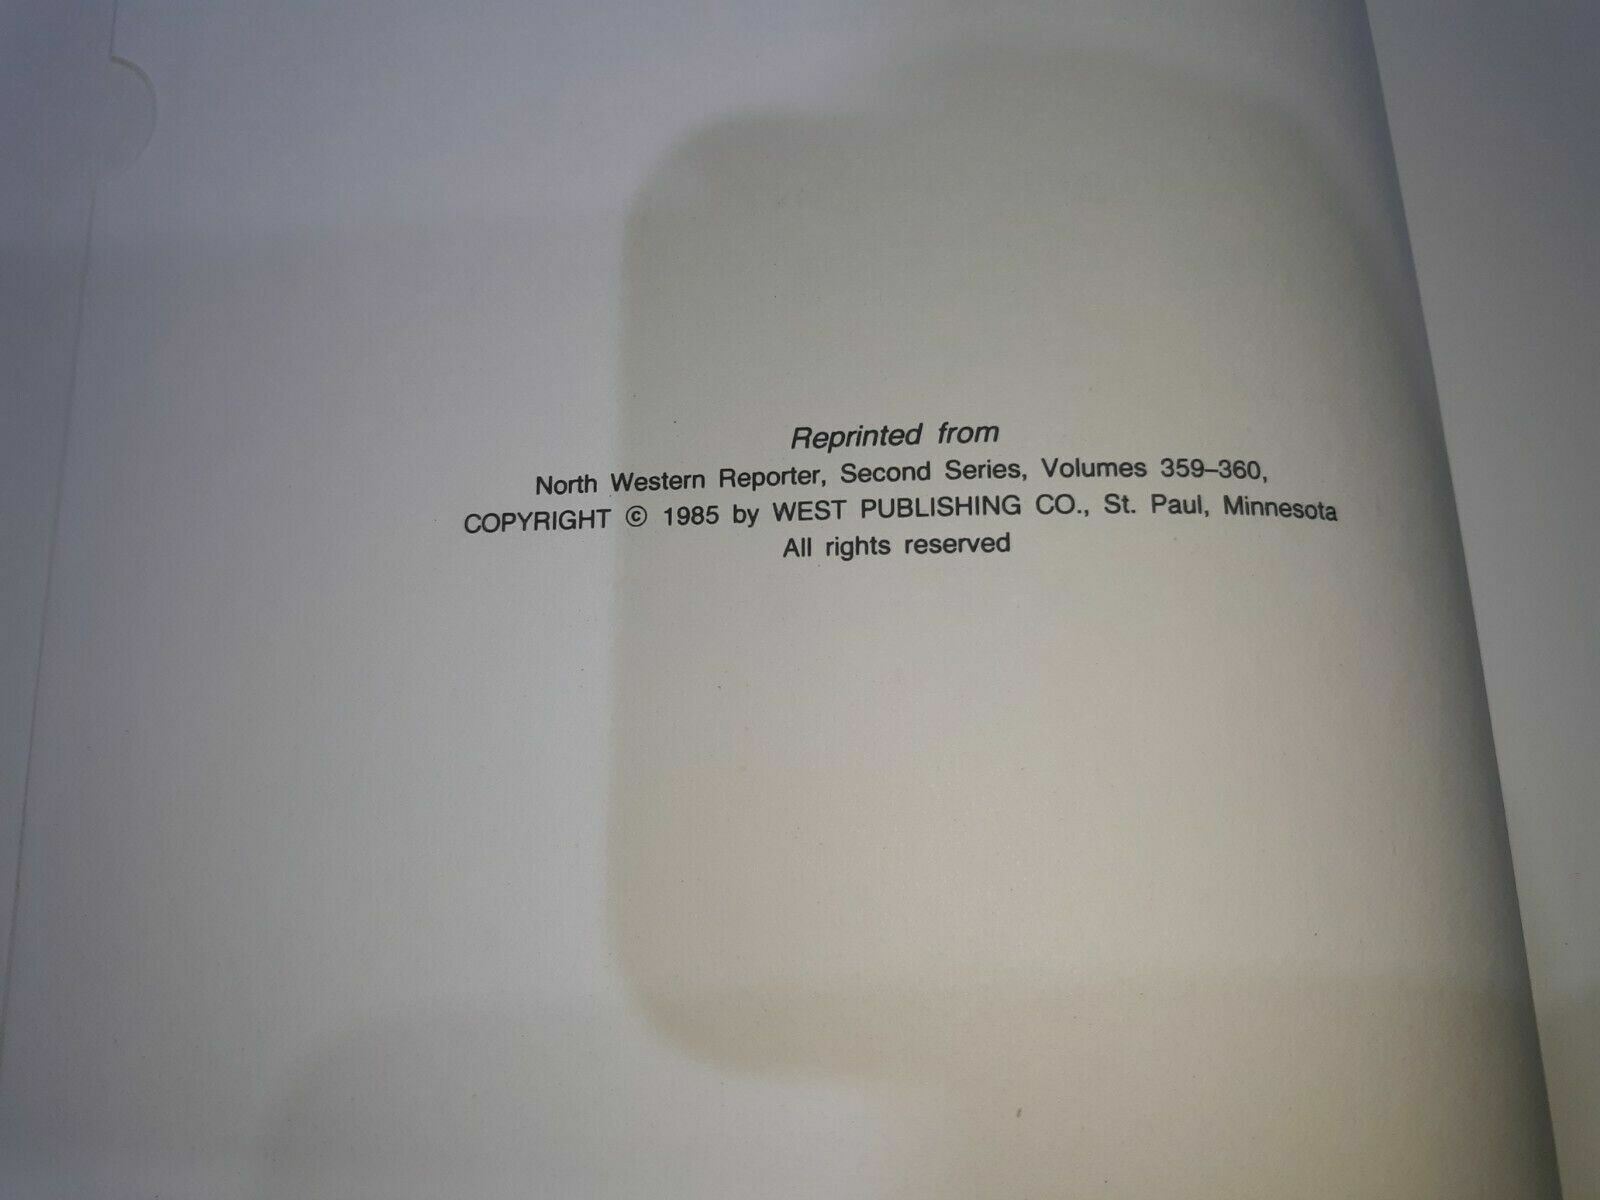 Reprinted from
North Western Reporter, Second Series, Volumes 359–360,
COPYRIGHT © 1985 by WEST PUBLISHING CO., St. Paul, Minnesota
All rights reserved